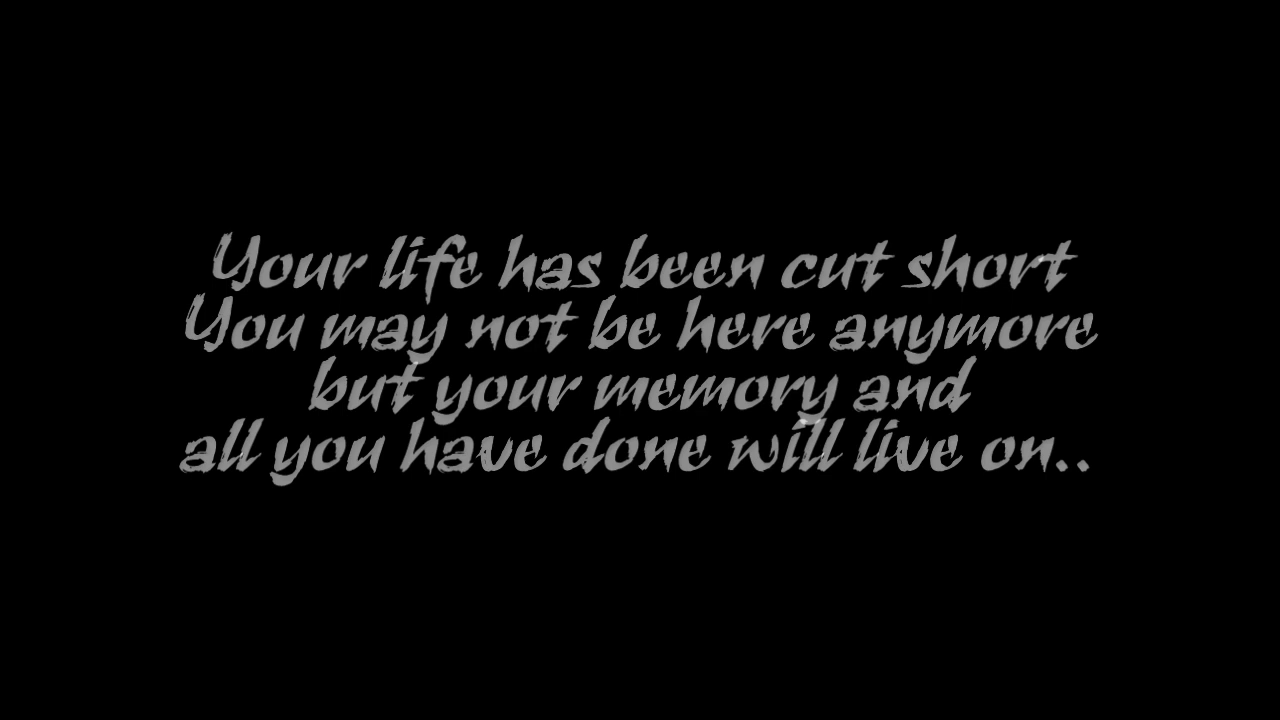 Your life has been cut short
You may not be here anymore
but your memory and
all you have done will live on..